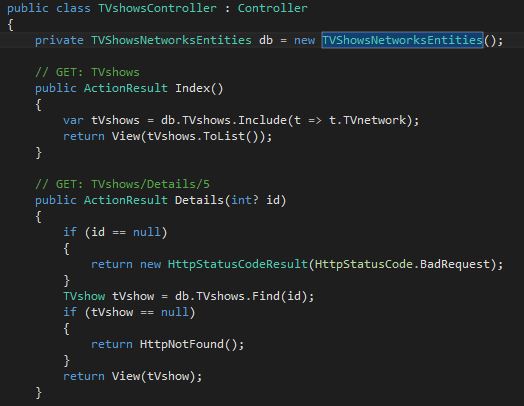 public class TVshowsController : Controller
{
    private TVShowsNetworksEntities db = new TVShowsNetworksEntities();

    // GET: TVshows
    public ActionResult Index()
    {
        var tVshows = db.TVshows.Include(t => t.TVnetwork);
        return View(tVshows.ToList());
    }

    // GET: TVshows/Details/5
    public ActionResult Details(int? id)
    {
        if (id == null)
        {
            return new HttpStatusCodeResult(HttpStatusCode.BadRequest);
        }
        TVshow tVshow = db.TVshows.Find(id);
        if (tVshow == null)
        {
            return HttpNotFound();
        }
        return View(tVshow);
    }